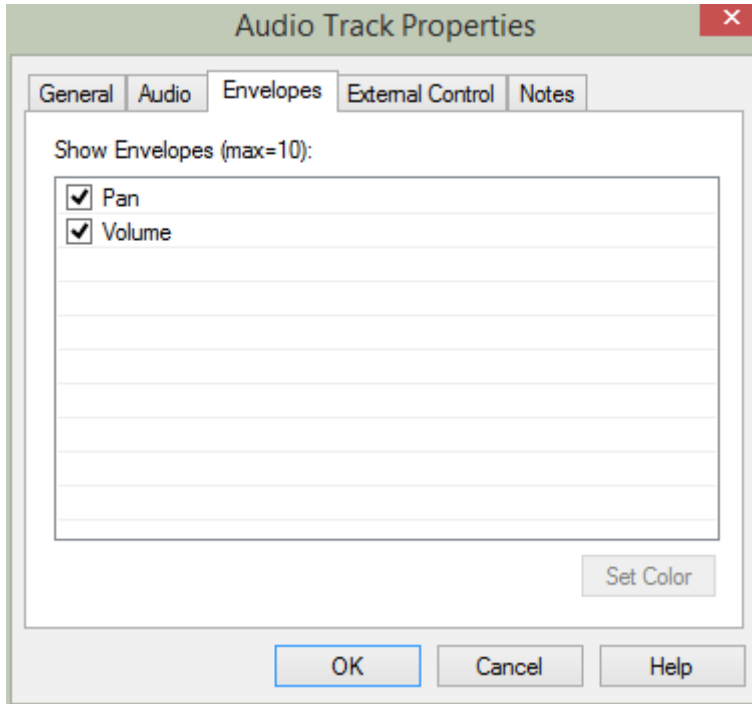 Audio Track Properties
General Audio Envelopes External Control Notes
Show Envelopes (max=10):
Pan
Volume
Set Color
OK Cancel Help